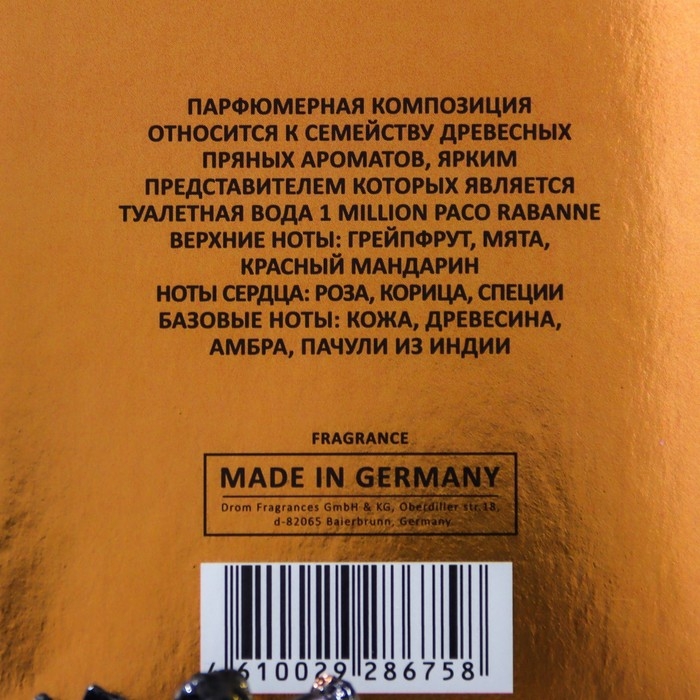 ПАРФЮМЕРНАЯ КОМПОЗИЦИЯ
ОТНОСИТСЯ К СЕМЕЙСТВУ ДРЕВЕСНЫХ
ПРЯНЫХ АРОМАТОВ, ЯРКИМ
ПРЕДСТАВИТЕЛЕМ КОТОРЫХ ЯВЛЯЕТСЯ
ТУАЛЕТНАЯ ВОДА 1 MILLION PACO RABANNE
ВЕРХНИЕ НОТЫ: ГРЕЙПФРУТ, МЯТА,
КРАСНЫЙ МАНДАРИН
НОТЫ СЕРДЦА: РОЗА, КОРИЦА, СПЕЦИИ
БАЗОВЫЕ НОТЫ: КОЖА, ДРЕВЕСИНА,
АМБРА, ПАЧУЛИ ИЗ ИНДИИ
FRAGRANCE
MADE IN GERMANY
Drom Fragrances GmbH & KG, Oberdiller str.18,
d-82065 Baierbrunn, Germany
4 610029 286758